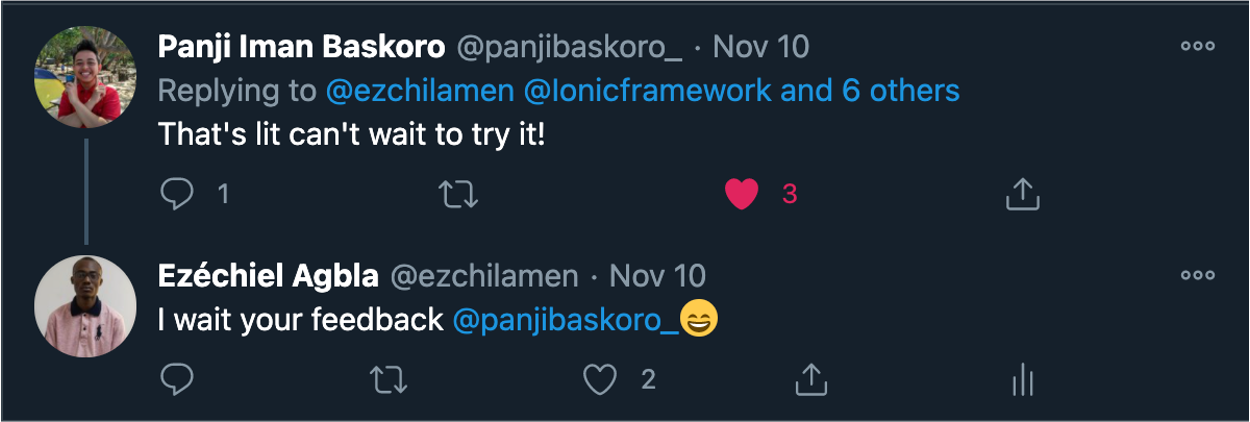 Panji Iman Baskoro @panjibaskoro_ · Nov 10
Replying to @ezchilamen @Ionicframework and 6 others
That's lit can't wait to try it!
1 3
Ezéchiel Agbla @ezchilamen · Nov 10
I wait your feedback @panjibaskoro_😄
2